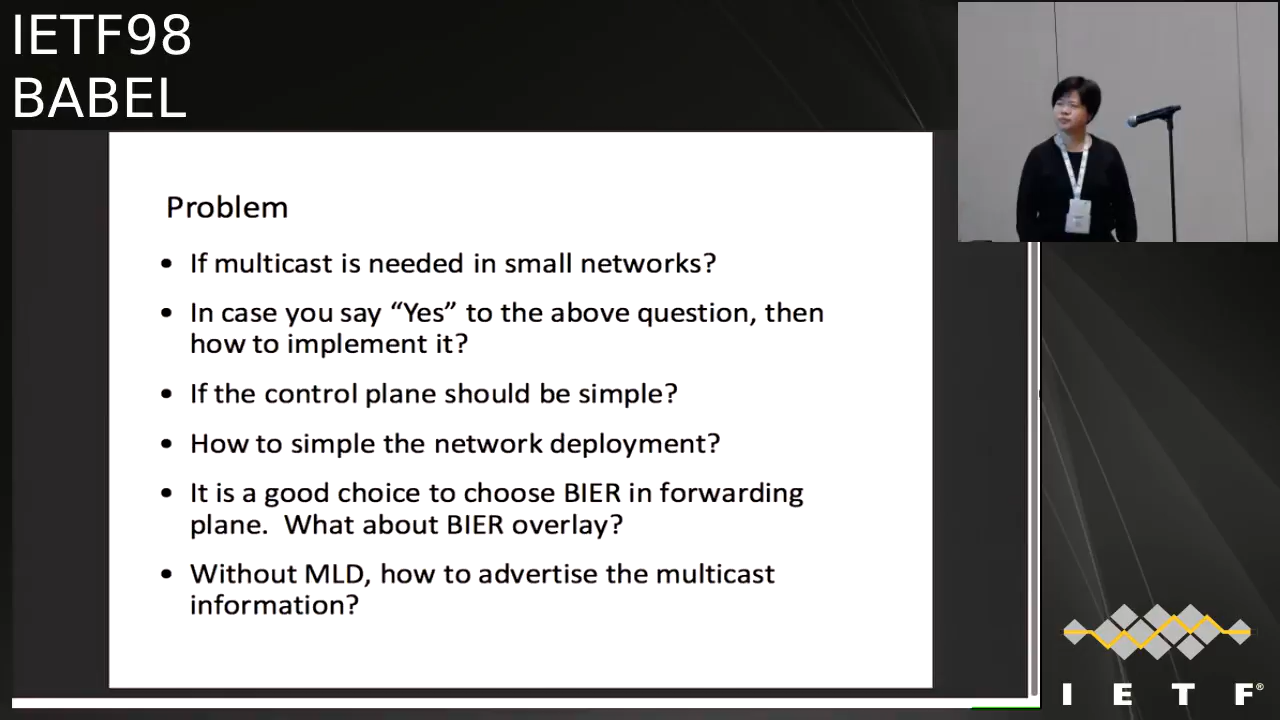 IETF98
BABEL
Problem
• If multicast is needed in small networks?
• In case you say “Yes” to the above question, then
how to implement it?
• If the control plane should be simple?
• How to simple the network deployment?
• It is a good choice to choose BIER in forwarding
plane.  What about BIER overlay?
• Without MLD, how to advertise the multicast
information?
I E T F®